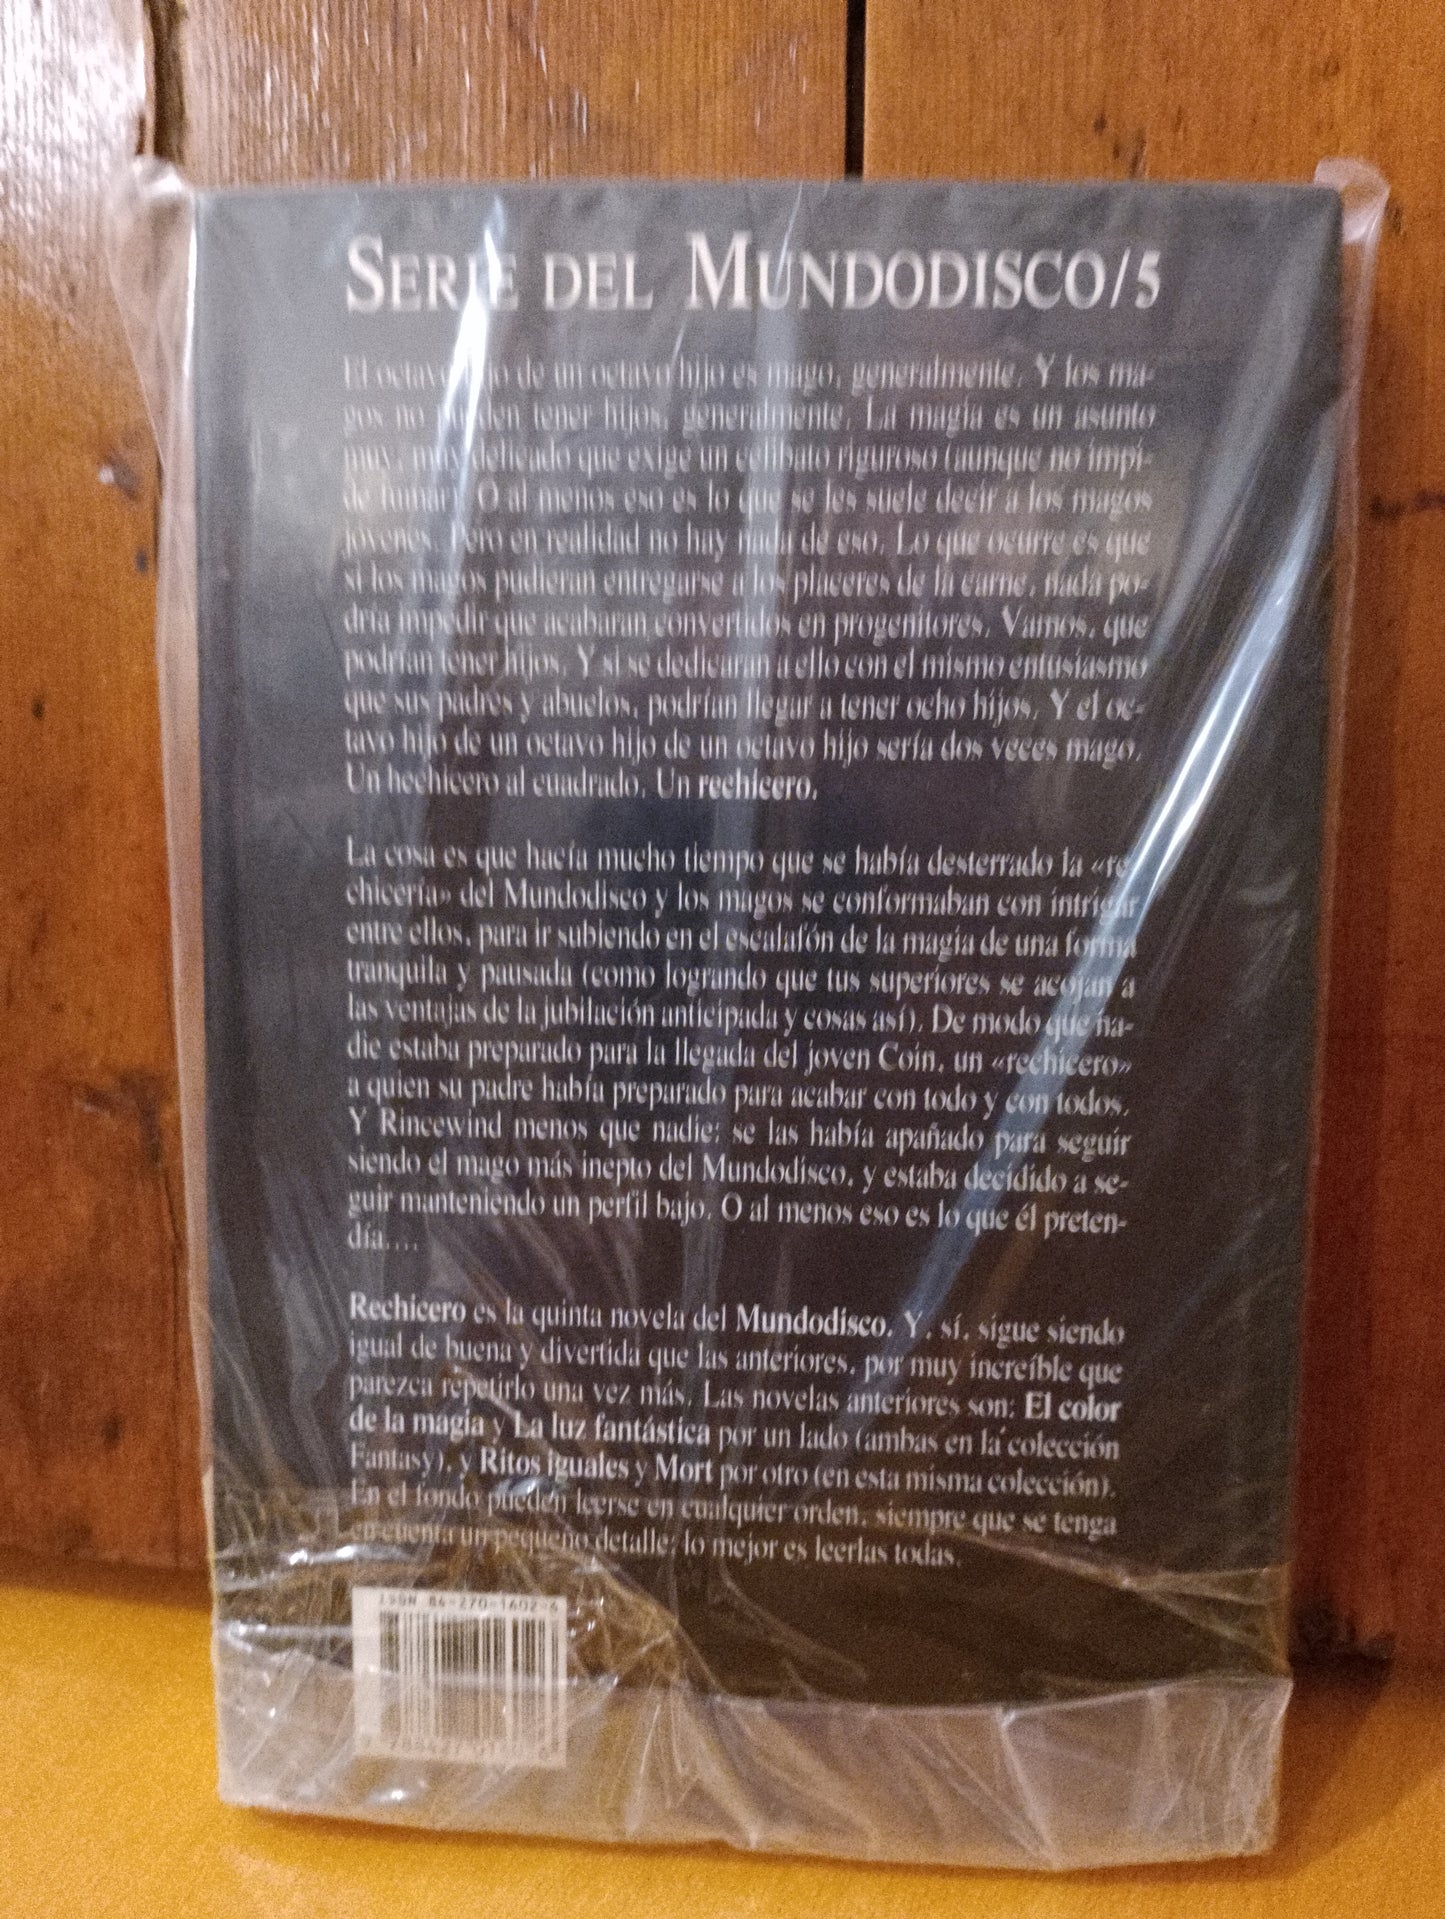 SERIE DEL MUNDODISCO/5
El octavo hijo de un octavo hijo es mago, generalmente. Y los ma-
gos no pueden tener hijos, generalmente. La magia es un asunto
muy, muy delicado que exige un celibato riguroso (aunque no impi-
de fumar). O al menos eso es lo que se les suele decir a los magos
jóvenes. Pero en realidad no hay nada de eso. Lo que ocurre es que
si los magos pudieran entregarse a los placeres de la carne, nada po-
dría impedir que acabaran convertidos en progenitores. Vamos, que
podrían tener hijos. Y si se dedicaran a ello con el mismo entusiasmo
que sus padres y abuelos, podrían llegar a tener ocho hijos. Y el oc-
tavo hijo de un octavo hijo de un octavo hijo sería dos veces mago.
Un hechicero al cuadrado. Un rechicero.
La cosa es que hacía mucho tiempo que se había desterrado la «re-
chicería» del Mundodisco y los magos se conformaban con intrigar
entre ellos, para ir subiendo en el escalafón de la magia de una forma
tranquila y pausada (como logrando que tus superiores se acojan a
las ventajas de la jubilación anticipada y cosas así). De modo que na-
die estaba preparado para la llegada del joven Coin, un «rechicero»
a quien su padre había preparado para acabar con todo y con todos.
Y Rincewind menos que nadie; se las había apañado para seguir
siendo el mago más inepto del Mundodisco, y estaba decidido a se-
guir manteniendo un perfil bajo. O al menos eso es lo que él preten-
día....
Rechicero es la quinta novela del Mundodisco. Y, sí, sigue siendo
igual de buena y divertida que las anteriores, por muy increíble que
parezca repetirlo una vez más. Las novelas anteriores son: El color
de la magia y La luz fantástica por un lado (ambas en la colección
Fantasy), y Ritos iguales y Mort por otro (en esta misma colección).
En el fondo pueden leerse en cualquier orden, siempre que se tenga
en cuenta un pequeño detalle: lo mejor es leerlas todas.
ISBN 84-270-1602-6